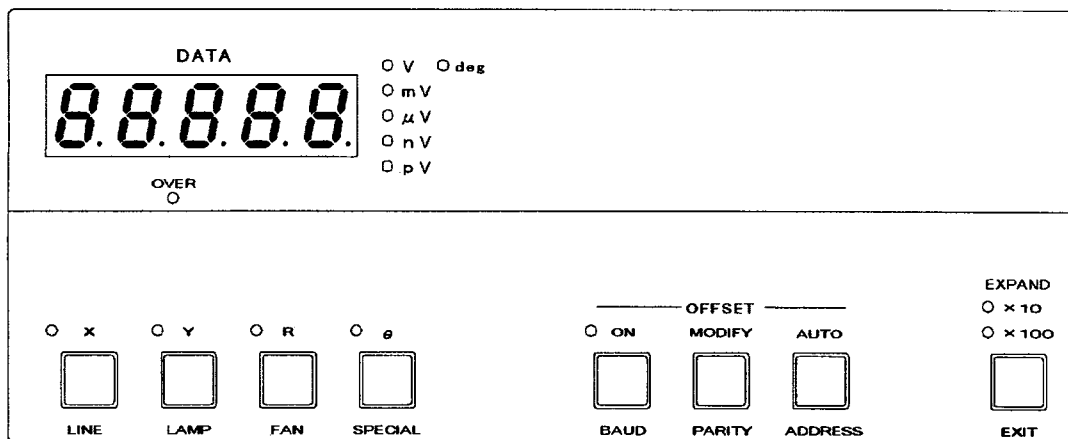 DATA
8.8.8.8.8.
V deg
mV
μV
nV
pV
OVER
EXPAND
OFFSET
×10
X Y R θ ON MODIFY AUTO ×100
LINE LAMP FAN SPECIAL BAUD PARITY ADDRESS EXIT